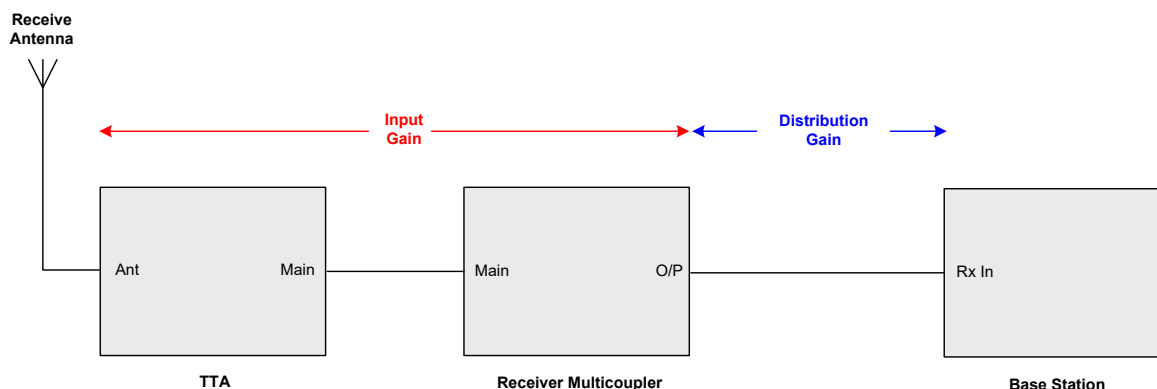 Receive
Antenna
Input
Gain
Distribution
Gain
Ant
Main
Main
O/P
Rx In
TTA
Receiver Multicoupler
Base Station